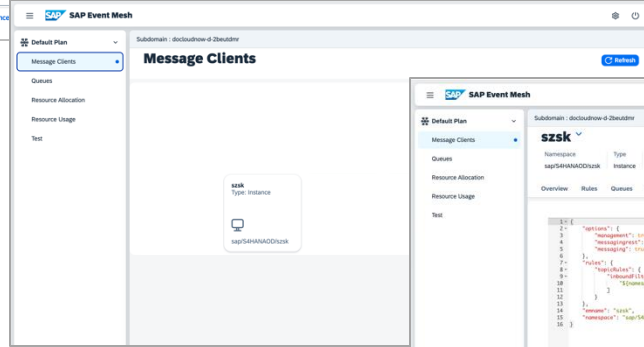 SAP SAP Event Mesh
Default Plan
Message Clients
Queues
Resource Allocation
Resource Usage
Test
Subdomain : docloudnow-d-2beuldmr
Message Clients
Refresh
szsk
Type: Instance
sap/S4HANAOD/szsk
SAP SAP Event Mesh
Default Plan
Message Clients
Queues
Resource Allocation
Resource Usage
Test
Subdomain : docloudnow-d-2beuldmr
szsk
Namespace Type
sap/S4HANAOD/szsk Instance
Overview Rules Queues
1 {
2 "options": {
3 "management": tr
4 "messagingrest":
5 "messaging": tru
6 },
7 "rules": {
8 "topicRules": {
9 "inboundFilt
10 "${names
11 ]
12 }
13 },
14 "emname": "szsk",
15 "namespace": "sap/S4
16 }